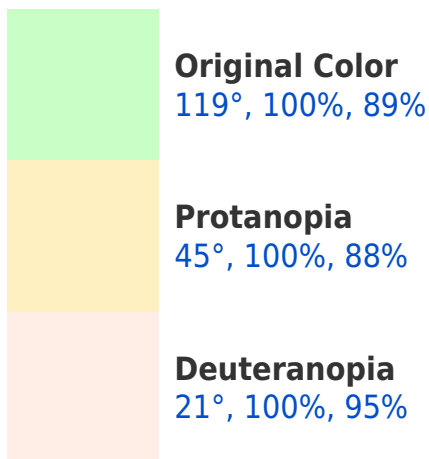 Original Color
119°, 100%, 89%
Protanopia
45°, 100%, 88%
Deuteranopia
21°, 100%, 95%